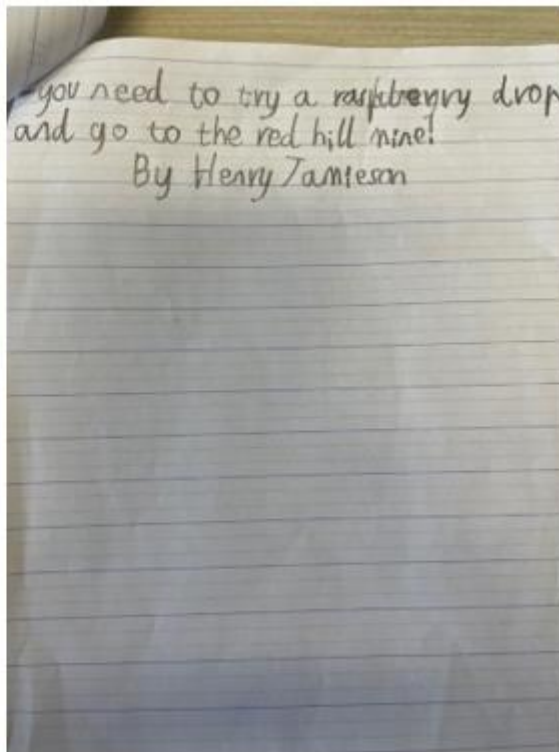 you need to try a raspberry drop
and go to the red hill mine!
By Henry Jamieson